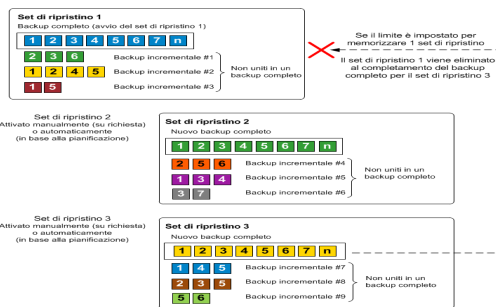 Set di ripristino 1
Backup completo (avvio del set di ripristino 1)
1 2 3 4 5 6 7 n
2 3 6 Backup incrementale #1
1 2 4 5 Backup incrementale #2
1 5 Backup incrementale #3
Non uniti in un
backup completo
Se il limite è impostato per
memorizzare 1 set di ripristino
Il set di ripristino 1 viene eliminato
al completamento del backup
completo per il set di ripristino 3
Set di ripristino 2
Attivato manualmente (su richiesta)
o automaticamente
(in base alla pianificazione)
Set di ripristino 2
Nuovo backup completo
1 2 3 4 5 6 7 n
2 5 6 Backup incrementale #4
1 3 4 Backup incrementale #5
3 7 Backup incrementale #6
Non uniti in un
backup completo
Set di ripristino 3
Attivato manualmente (su richiesta)
o automaticamente
(in base alla pianificazione)
Set di ripristino 3
Nuovo backup completo
1 2 3 4 5 6 7 n
1 4 5 Backup incrementale #7
2 3 5 Backup incrementale #8
5 6 Backup incrementale #9
Non uniti in un
backup completo